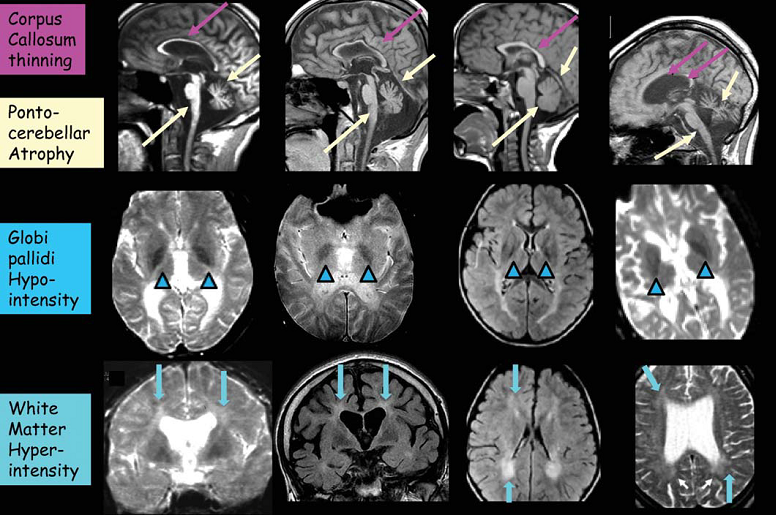 Corpus
Callosum
thinning
Ponto-
cerebellar
Atrophy
Globi
pallidi
Hypo-
intensity
White
Matter
Hyper-
intensity